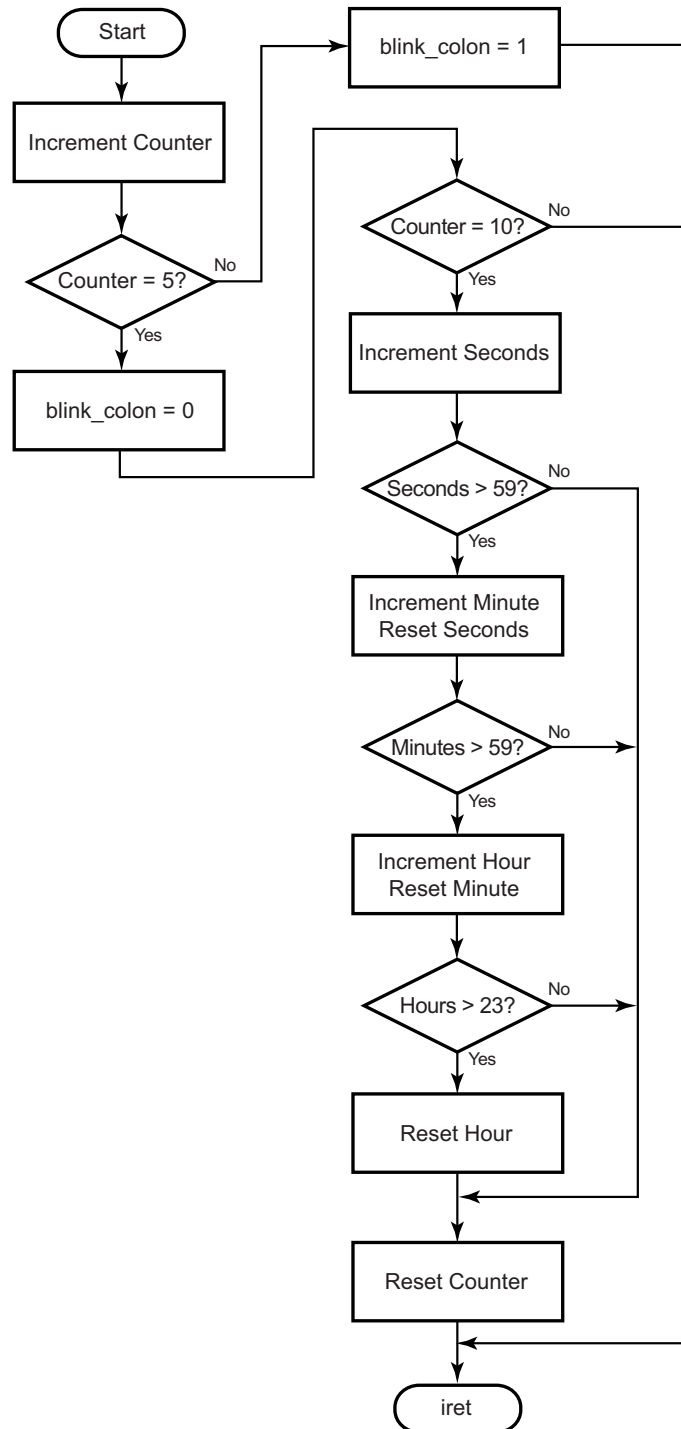 Start
blink_colon = 1
Increment Counter
Counter = 5?
No
Yes
blink_colon = 0
Counter = 10?
No
Yes
Increment Seconds
Seconds > 59?
No
Yes
Increment Minute
Reset Seconds
Minutes > 59?
No
Yes
Increment Hour
Reset Minute
Hours > 23?
No
Yes
Reset Hour
Reset Counter
iret